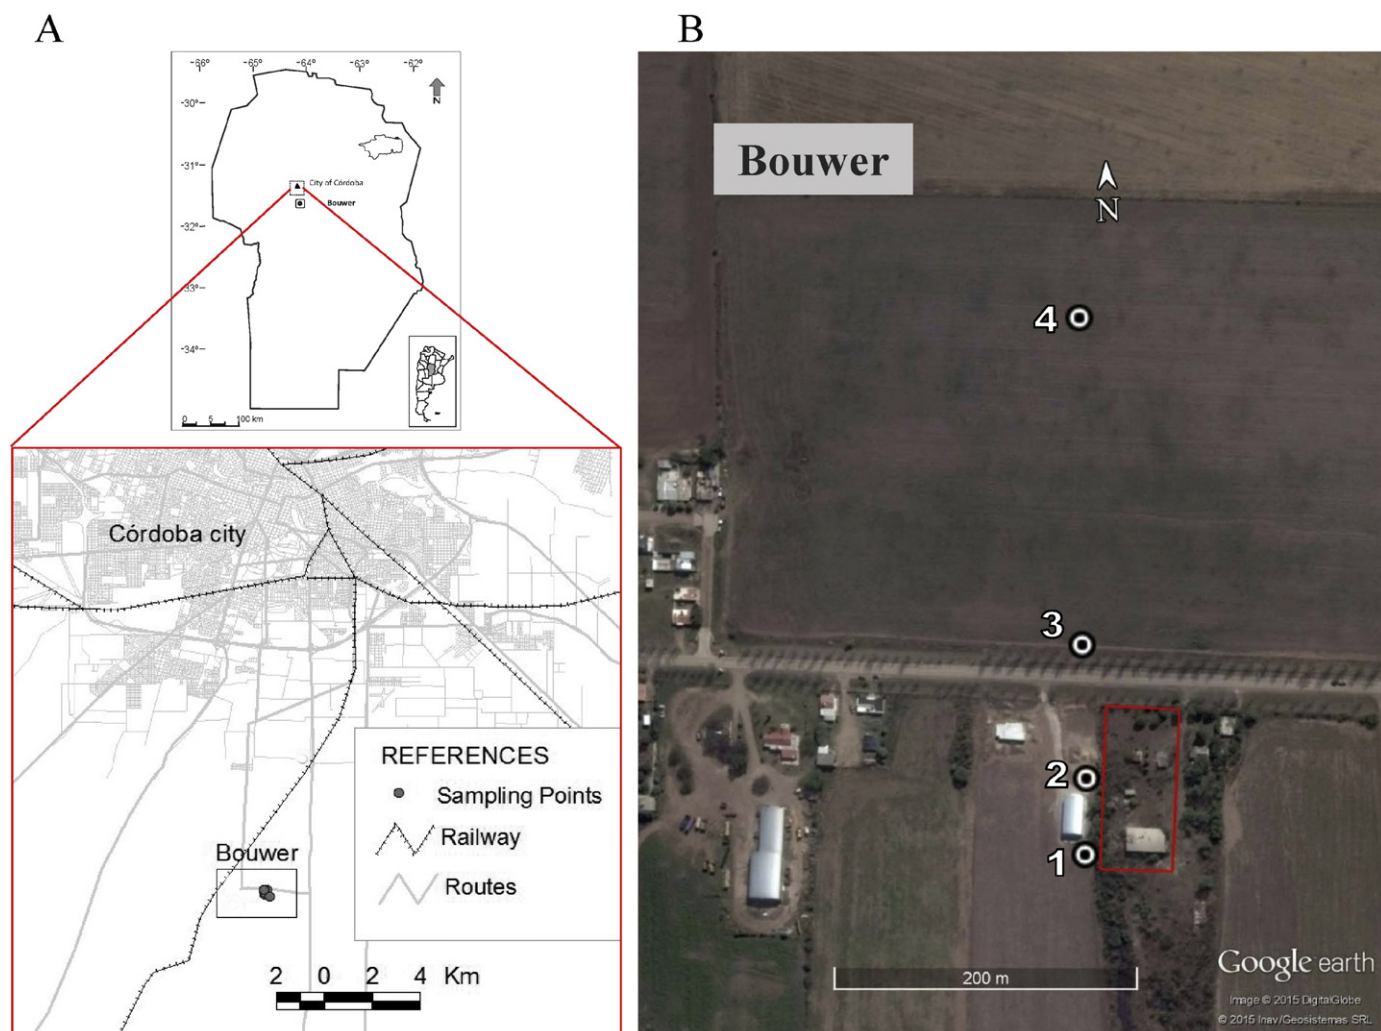 A
B
-66°
-65°
-64°
-63°
-62°
N
-30°
-31°
-32°
-33°
-34°
City of Córdoba
Bouwer
0 5 100 km
Córdoba city
Bouwer
REFERENCES
Sampling Points
Railway
Routes
2 0 2 4 Km
Bouwer
N
4
3
2
1
200 m
Google earth
Image © 2015 DigitalGlobe
© 2015 Inav/Geosistemas SRL